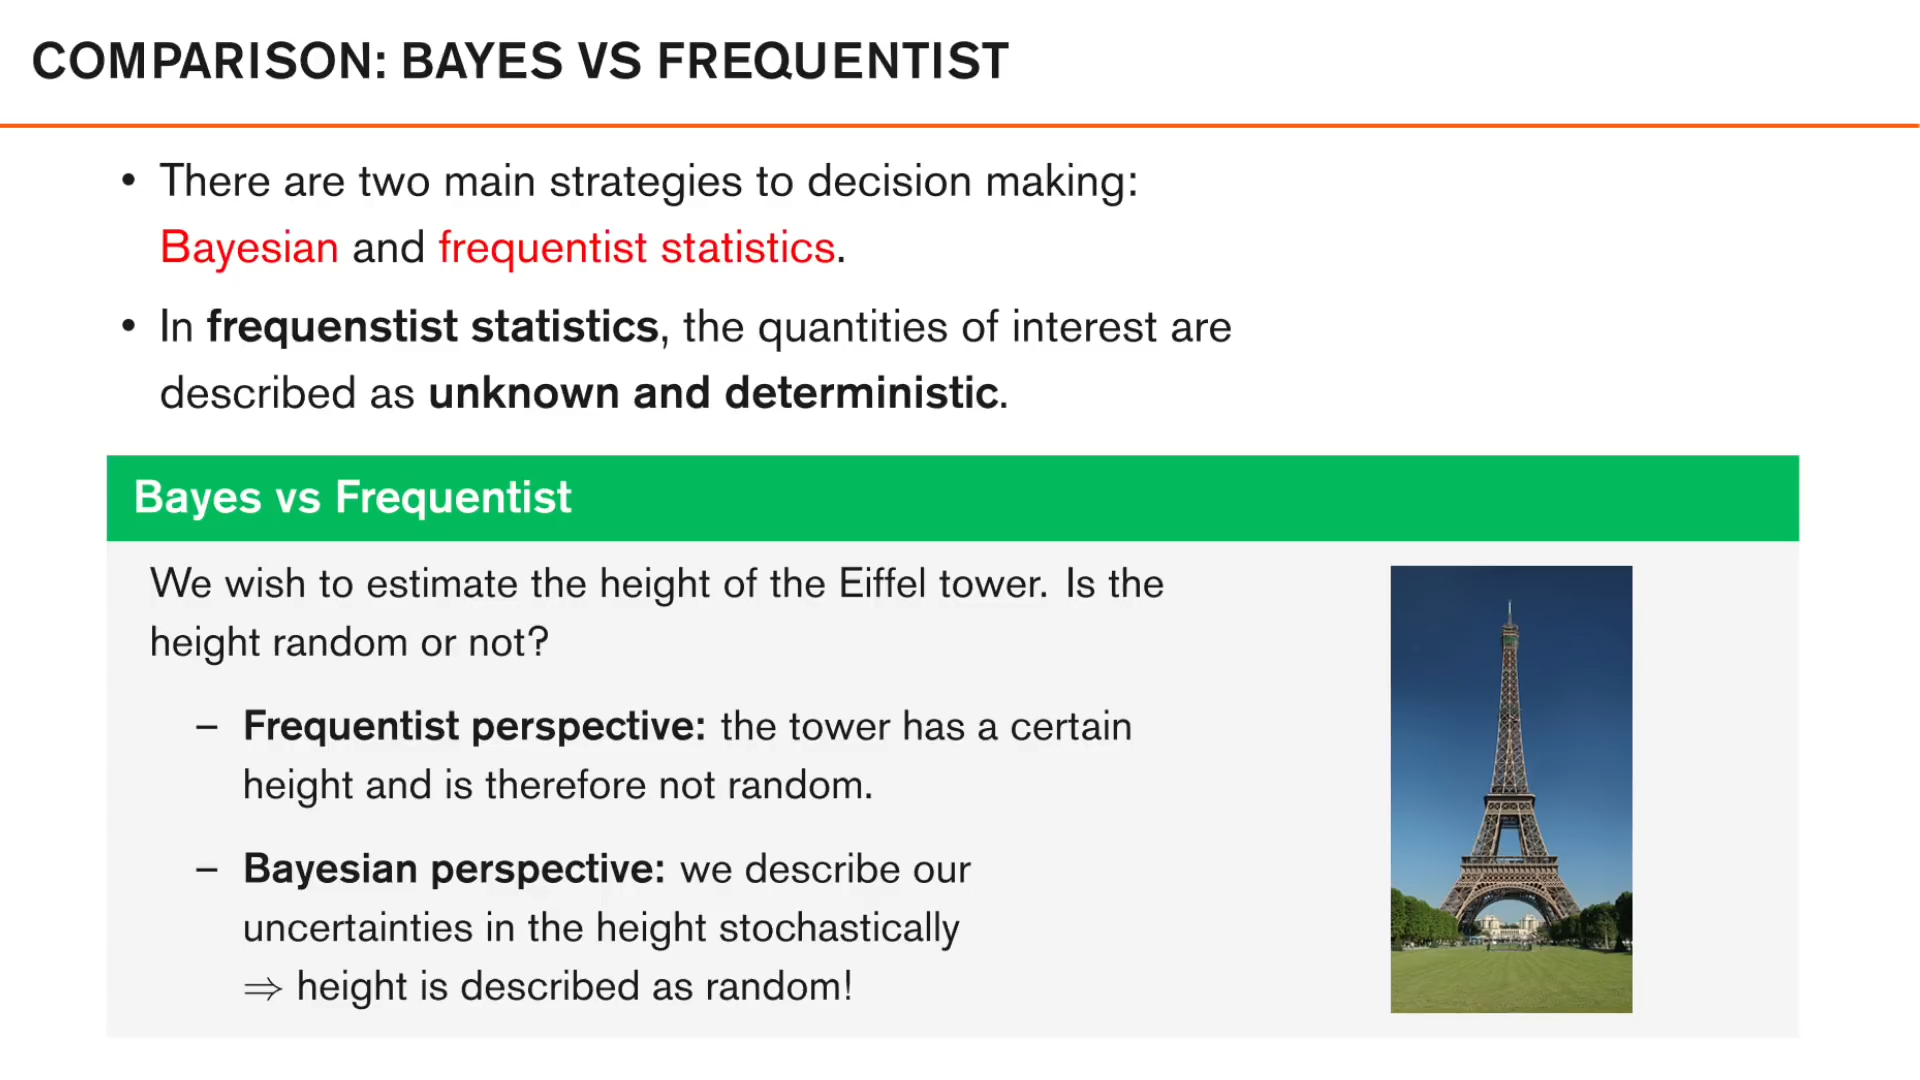 COMPARISON: BAYES VS FREQUENTIST
• There are two main strategies to decision making:
Bayesian and frequentist statistics.
• In frequenstist statistics, the quantities of interest are
described as unknown and deterministic.
Bayes vs Frequentist
We wish to estimate the height of the Eiffel tower. Is the
height random or not?
– Frequentist perspective: the tower has a certain
height and is therefore not random.
– Bayesian perspective: we describe our
uncertainties in the height stochastically
⇒ height is described as random!